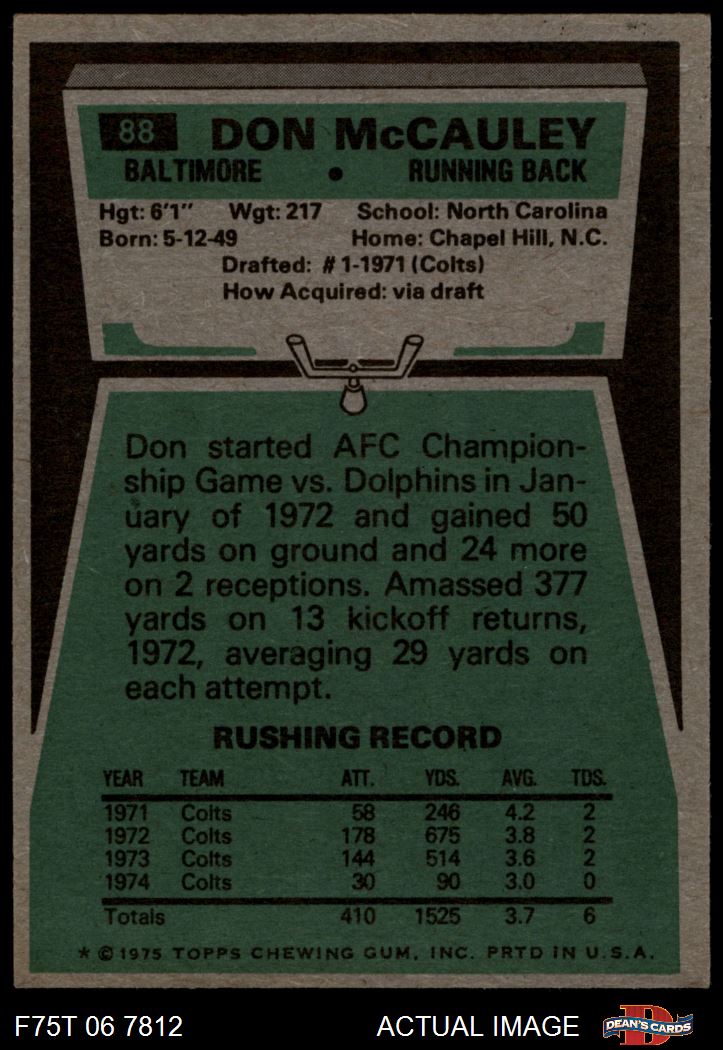 88 DON McCAULEY
BALTIMORE • RUNNING BACK
Hgt: 6'1" Wgt: 217 School: North Carolina
Born: 5-12-49 Home: Chapel Hill, N.C.
Drafted: #1-1971 (Colts)
How Acquired: via draft
Don started AFC Champion-
ship Game vs. Dolphins in Jan-
uary of 1972 and gained 50
yards on ground and 24 more
on 2 receptions. Amassed 377
yards on 13 kickoff returns,
1972, averaging 29 yards on
each attempt.
RUSHING RECORD
YEAR TEAM ATT. YDS. AVG. TDS.
1971 Colts 58 246 4.2 2
1972 Colts 178 675 3.8 2
1973 Colts 144 514 3.6 2
1974 Colts 30 90 3.0 0
Totals 410 1525 3.7 6
* © 1975 TOPPS CHEWING GUM, INC. PRTD IN U.S.A.
F75T 06 7812 ACTUAL IMAGE D DEAN'S CARDS